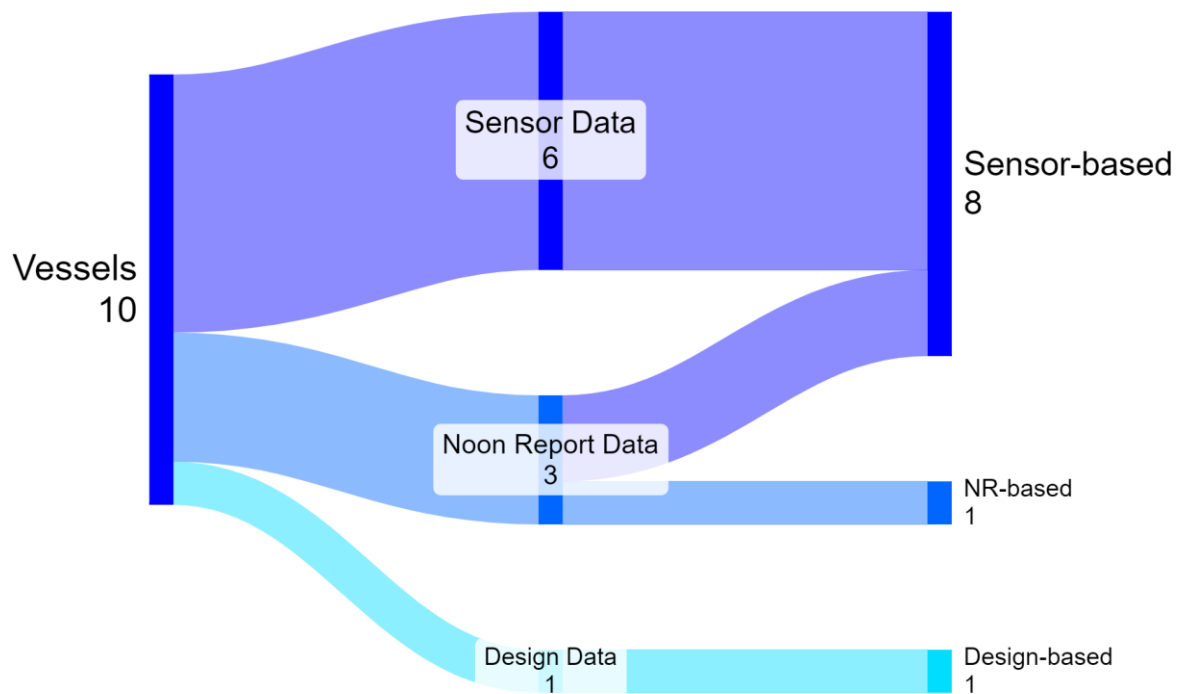 Vessels
10
Sensor Data
6
Noon Report Data
3
Design Data
1
Sensor-based
8
NR-based
1
Design-based
1